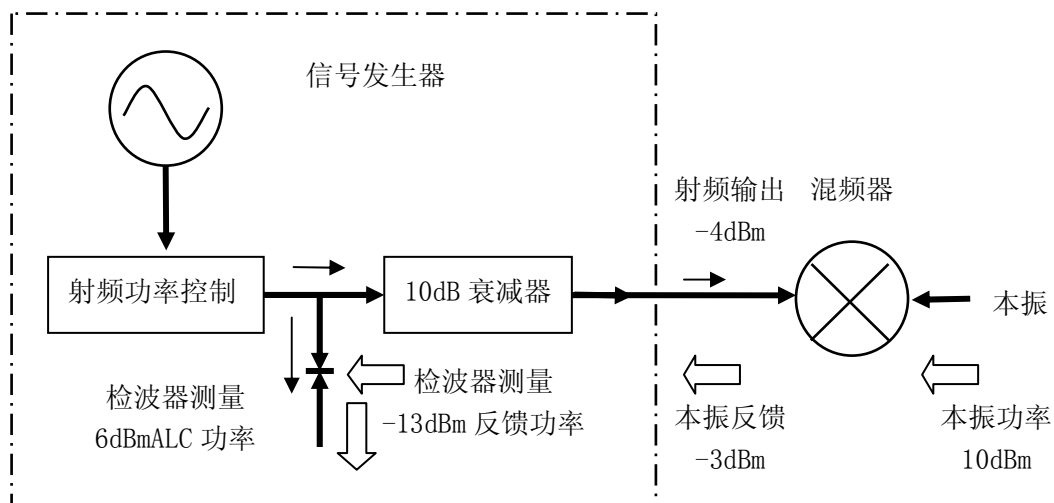 信号发生器
射频输出
-4dBm
混频器
射频功率控制
10dB 衰减器
本振
检波器测量
6dBmALC 功率
检波器测量
-13dBm 反馈功率
本振反馈
-3dBm
本振功率
10dBm